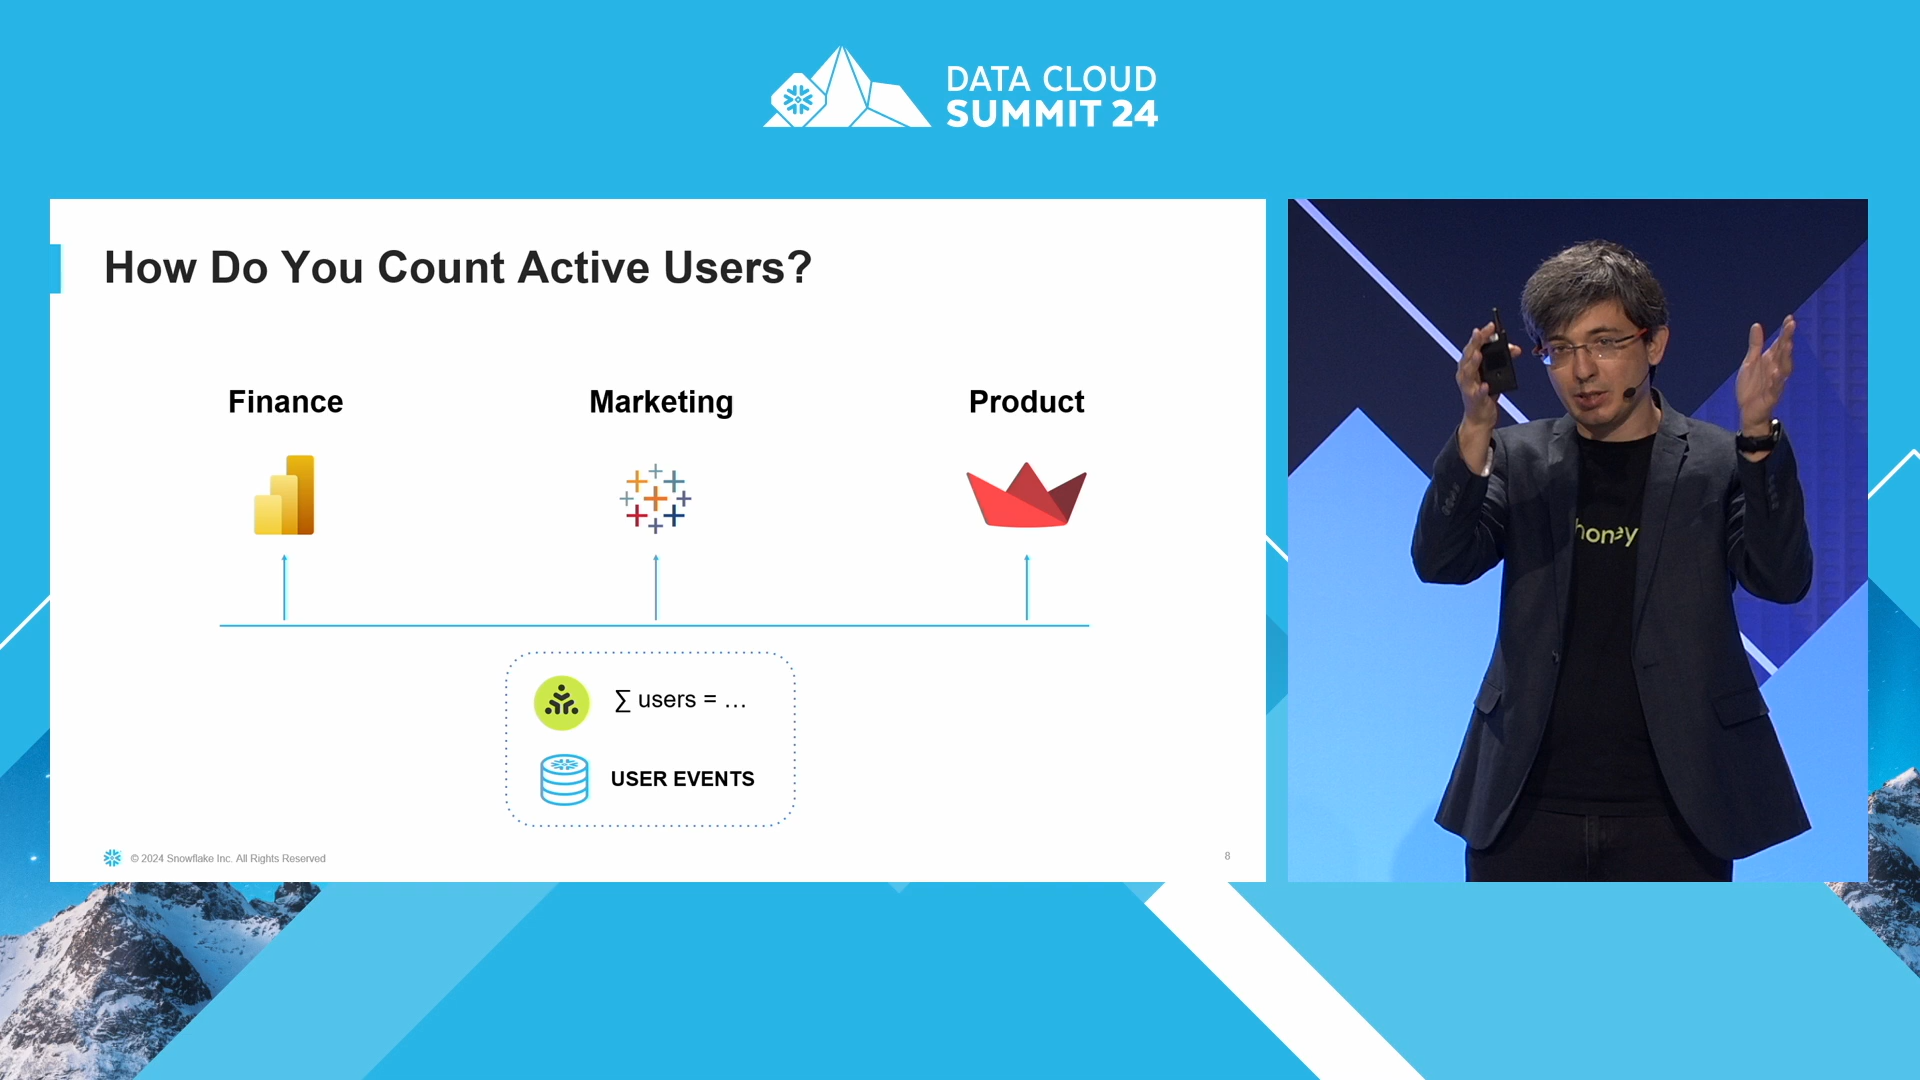 DATA CLOUD
SUMMIT 24
How Do You Count Active Users?
Finance
Marketing
Product
∑ users = …
USER EVENTS
© 2024 Snowflake Inc. All Rights Reserved
8
honey